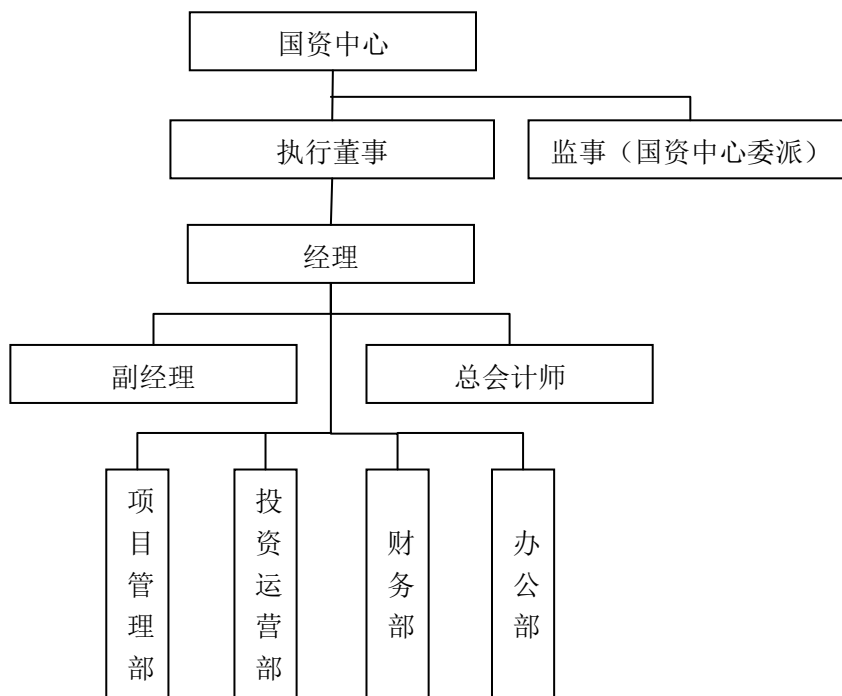 国资中心
执行董事
监事（国资中心委派）
经理
副经理
总会计师
项目管理部
投资运营部
财务部
办公部